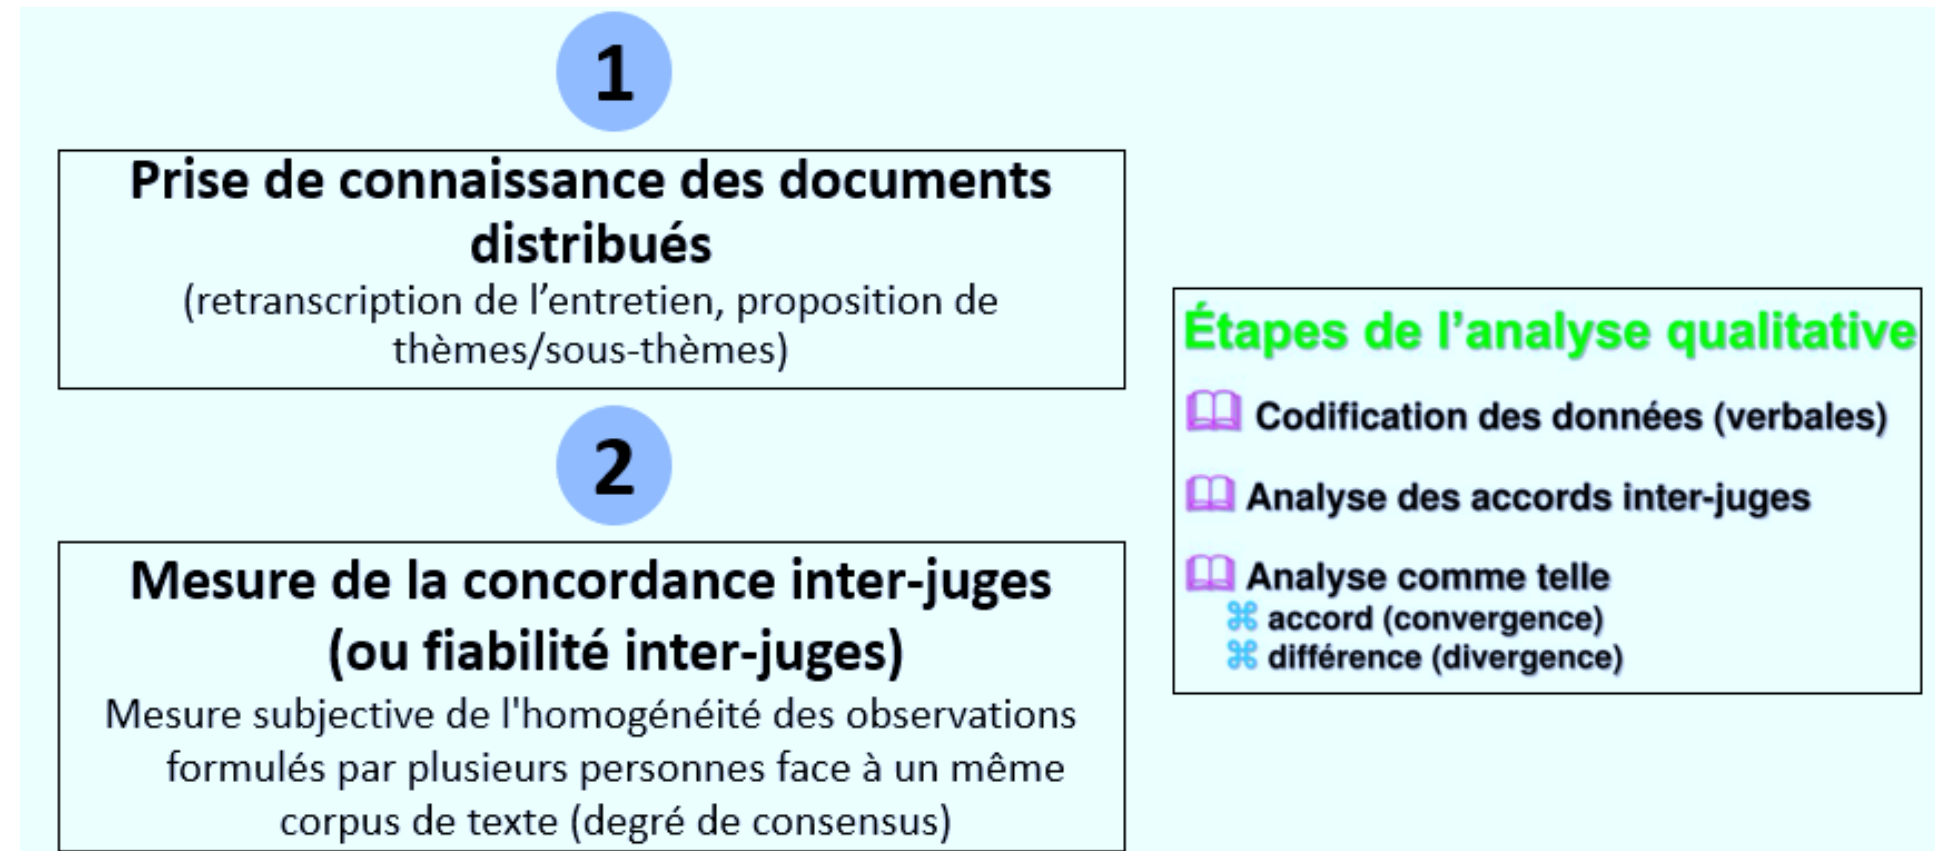 1
Prise de connaissance des documents
distribués
(retranscription de l’entretien, proposition de
thèmes/sous-thèmes)
2
Mesure de la concordance inter-juges
(ou fiabilité inter-juges)
Mesure subjective de l'homogénéité des observations
formulés par plusieurs personnes face à un même
corpus de texte (degré de consensus)
Étapes de l’analyse qualitative
Codification des données (verbales)
Analyse des accords inter-juges
Analyse comme telle
⌘ accord (convergence)
⌘ différence (divergence)